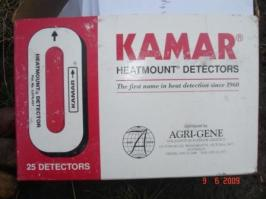 KAMAR®
HEATMOUNT® DETECTORS
The first name in heat detection since 1960
HEATMOUNT® DETECTOR
KAMAR
25 DETECTORS
A
AGRI-GENE
9 6 2009